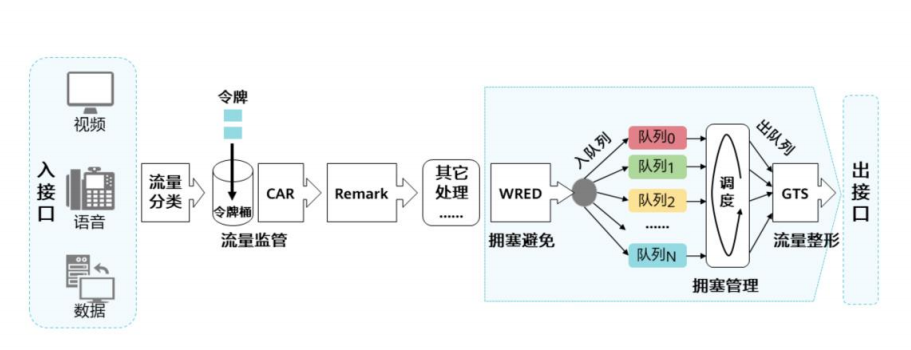 入接口
视频
语音
数据
流量
分类
令牌
令牌桶
流量监管
CAR
Remark
其它
处理
......
WRED
拥塞避免
入队列
队列0
队列1
队列2
......
队列N
调度
拥塞管理
出队列
GTS
流量整形
出接口